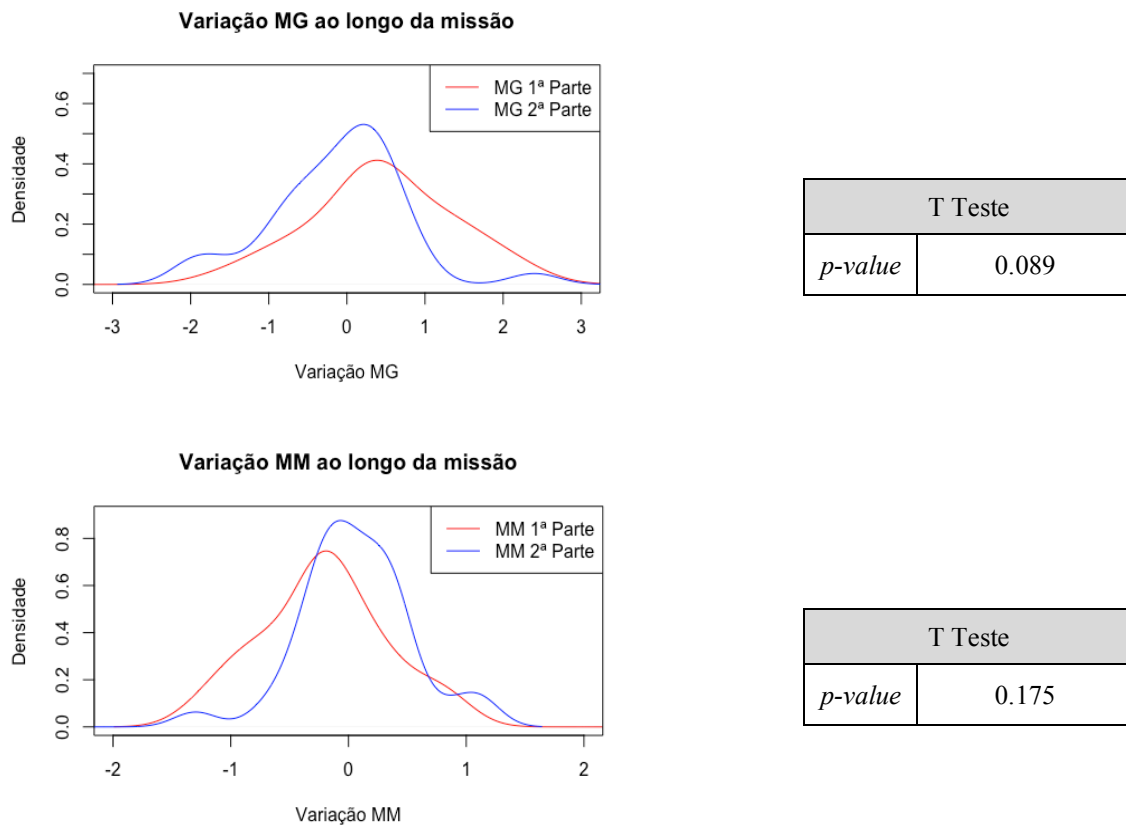 Variação MG ao longo da missão
MG 1ª Parte
MG 2ª Parte
Densidade
0.0 0.2 0.4 0.6
-3 -2 -1 0 1 2 3
Variação MG
T Teste
p-value 0.089
Variação MM ao longo da missão
MM 1ª Parte
MM 2ª Parte
Densidade
0.0 0.2 0.4 0.6 0.8
-2 -1 0 1 2
Variação MM
T Teste
p-value 0.175